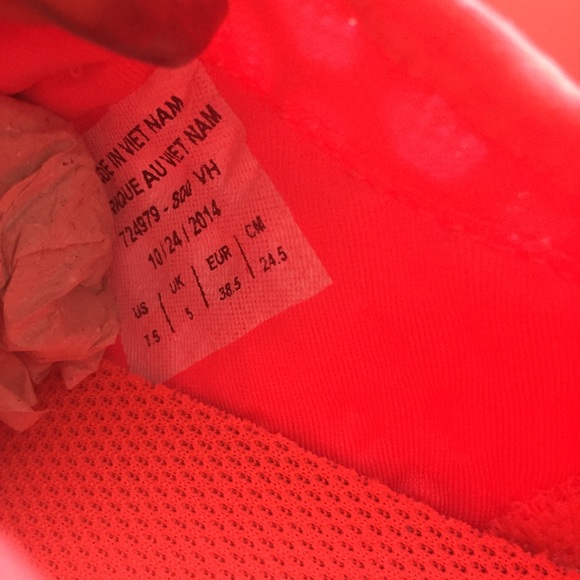 DE IN VIET NAM
RIQUE AU VIET NAM
724979 - 800 VH
10|24|2014
US | UK | EUR | CM
7.5 | 5 | 38.5 | 24.5